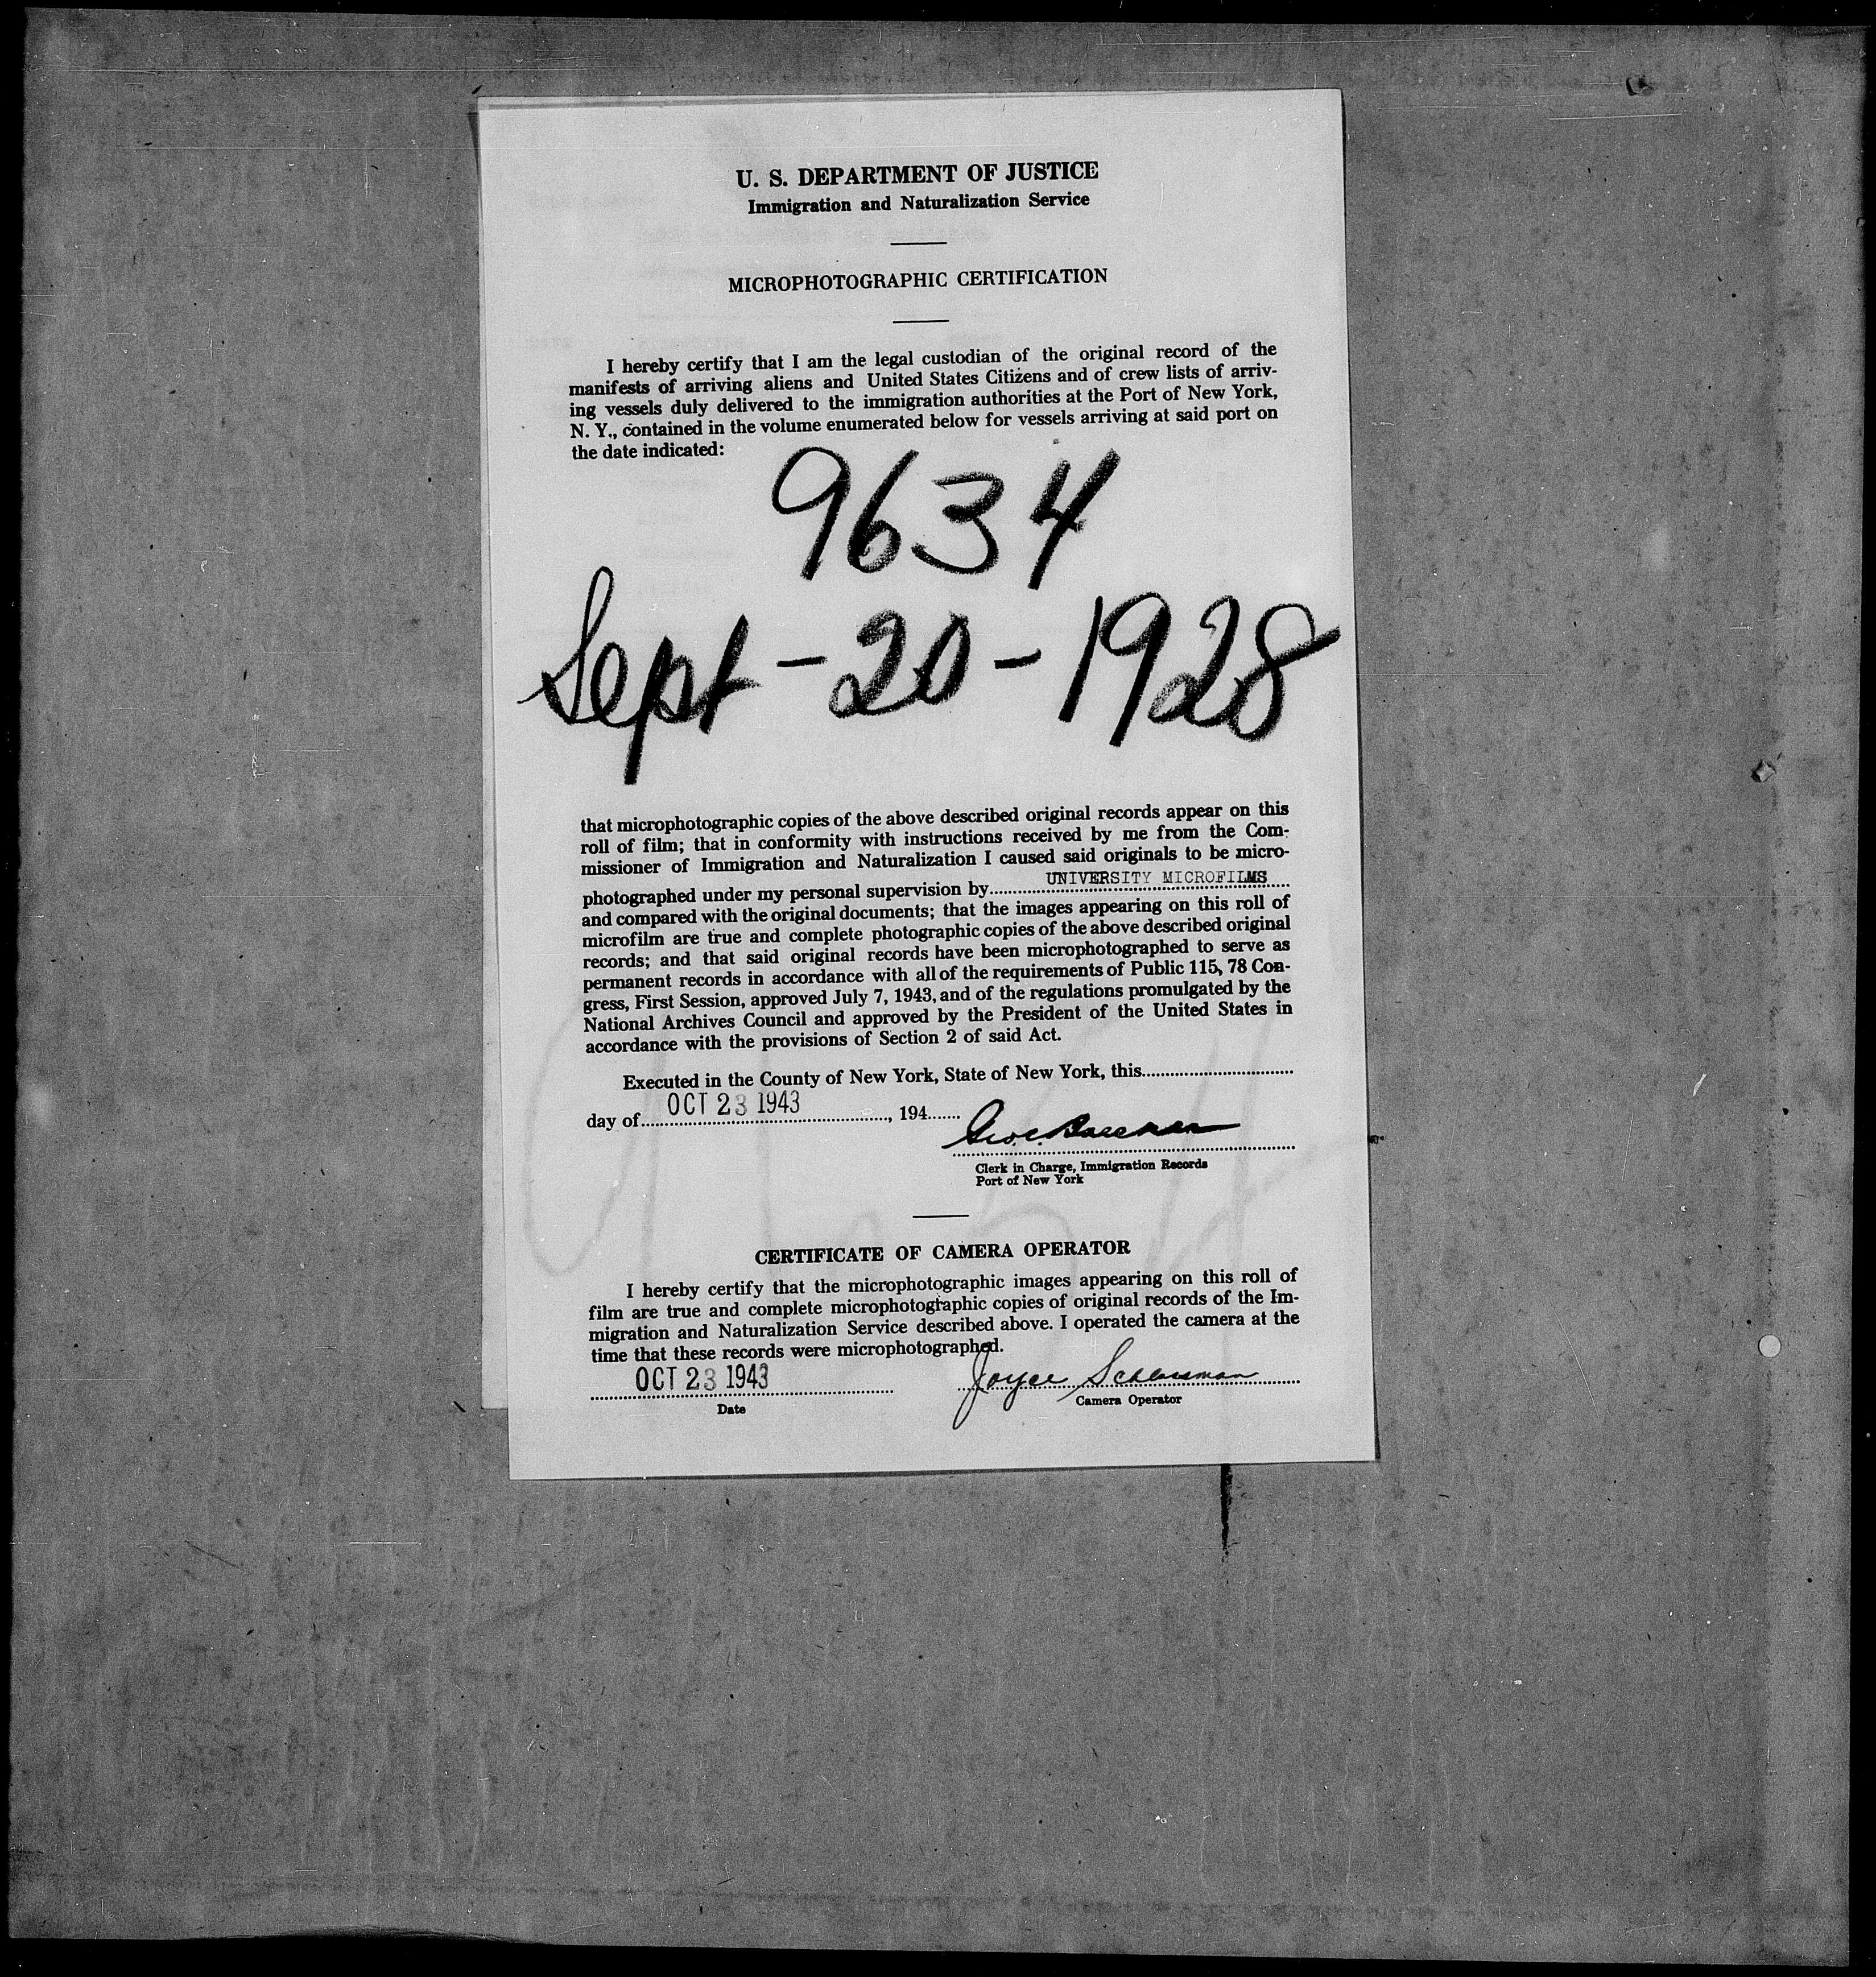 U. S. DEPARTMENT OF JUSTICE
Immigration and Naturalization Service
MICROPHOTOGRAPHIC CERTIFICATION
I hereby certify that I am the legal custodian of the original record of the
manifests of arriving aliens and United States Citizens and of crew lists of arriv-
ing vessels duly delivered to the immigration authorities at the Port of New York,
N. Y., contained in the volume enumerated below for vessels arriving at said port on
the date indicated:
9634
Sept - 20 - 1928
that microphotographic copies of the above described original records appear on this
roll of film; that in conformity with instructions received by me from the Com-
missioner of Immigration and Naturalization I caused said originals to be micro-
photographed under my personal supervision by UNIVERSITY MICROFILMS
and compared with the original documents; that the images appearing on this roll of
microfilm are true and complete photographic copies of the above described original
records; and that said original records have been microphotographed to serve as
permanent records in accordance with all of the requirements of Public 115, 78 Con-
gress, First Session, approved July 7, 1943, and of the regulations promulgated by the
National Archives Council and approved by the President of the United States in
accordance with the provisions of Section 2 of said Act.
Executed in the County of New York, State of New York, this
day of OCT 23 1943, 194
Geo. C.
Clerk in Charge, Immigration Records
Port of New York
CERTIFICATE OF CAMERA OPERATOR
I hereby certify that the microphotographic images appearing on this roll of
film are true and complete microphotographic copies of original records of the Im-
migration and Naturalization Service described above. I operated the camera at the
time that these records were microphotographed.
OCT 23 1943 Joyce
Date
Camera Operator